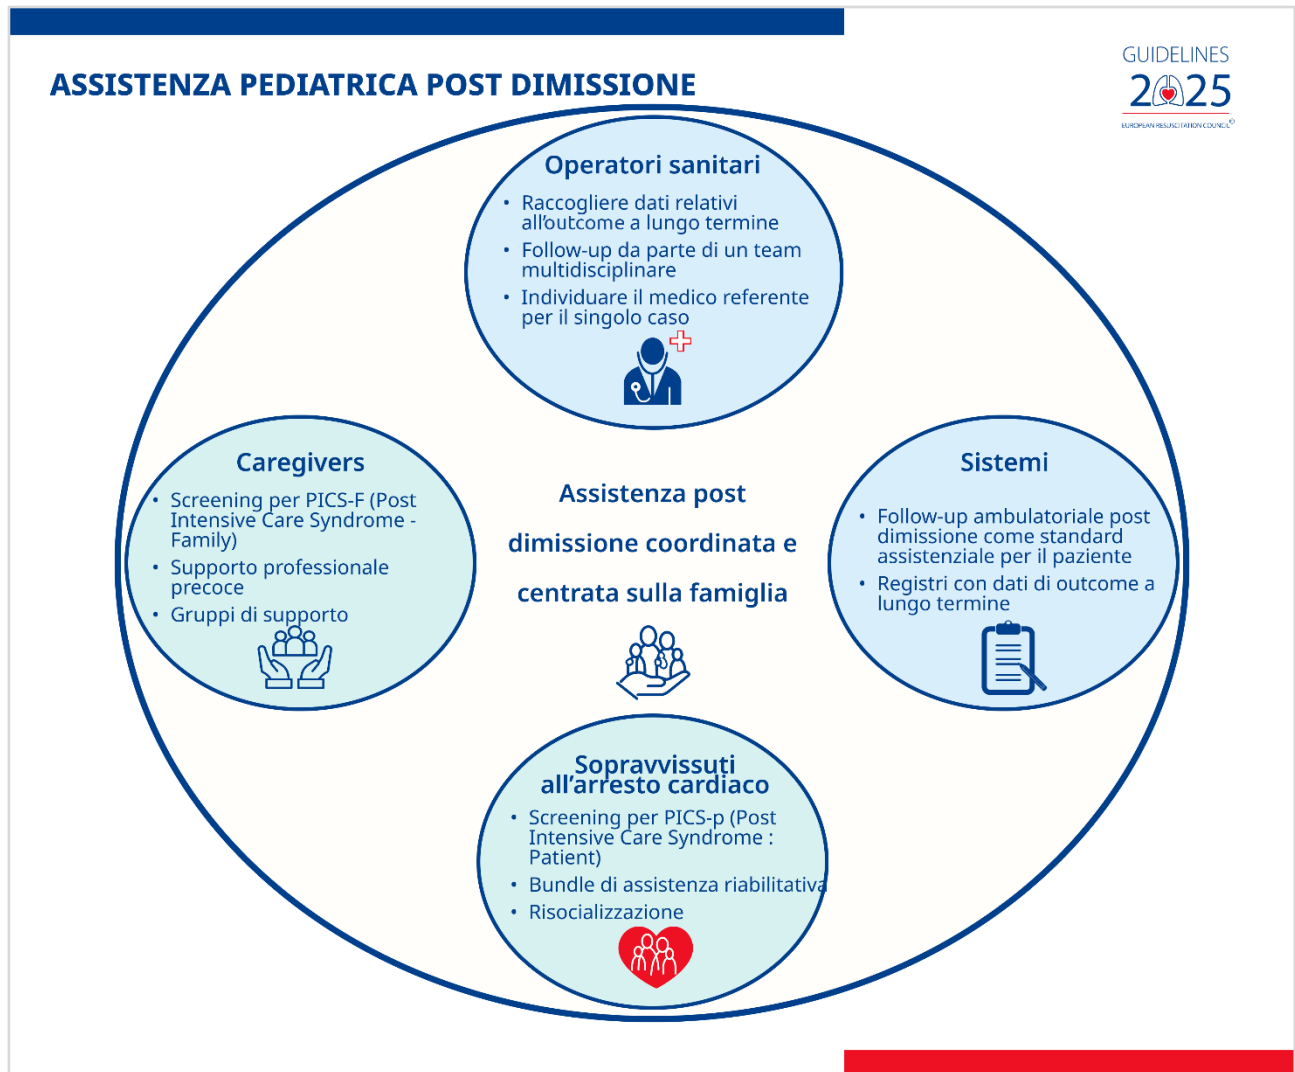 GUIDELINES
2025
EUROPEAN RESUSCITATION COUNCIL©
ASSISTENZA PEDIATRICA POST DIMISSIONE
Operatori sanitari
• Raccogliere dati relativi
all’outcome a lungo termine
• Follow-up da parte di un team
multidisciplinare
• Individuare il medico referente
per il singolo caso
Caregivers
• Screening per PICS-F (Post
Intensive Care Syndrome -
Family)
• Supporto professionale
precoce
• Gruppi di supporto
Assistenza post
dimissione coordinata e
centrata sulla famiglia
Sistemi
• Follow-up ambulatoriale post
dimissione come standard
assistenziale per il paziente
• Registri con dati di outcome a
lungo termine
Sopravvissuti
all’arresto cardiaco
• Screening per PICS-p (Post
Intensive Care Syndrome :
Patient)
• Bundle di assistenza riabilitativa
• Risocializzazione